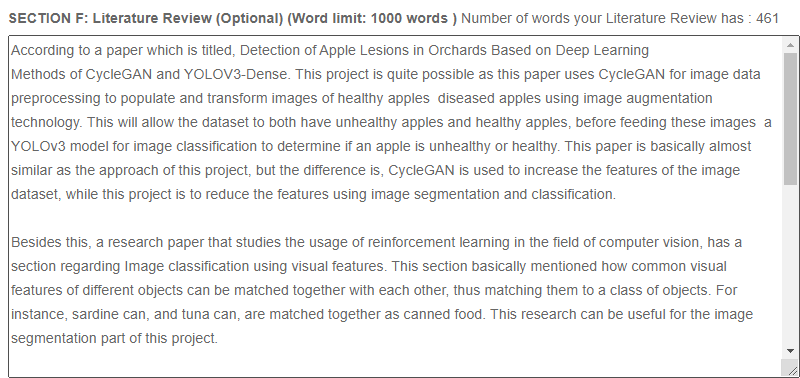 SECTION F: Literature Review (Optional) (Word limit: 1000 words ) Number of words your Literature Review has : 461
According to a paper which is titled, Detection of Apple Lesions in Orchards Based on Deep Learning
Methods of CycleGAN and YOLOV3-Dense. This project is quite possible as this paper uses CycleGAN for image data
preprocessing to populate and transform images of healthy apples  diseased apples using image augmentation
technology. This will allow the dataset to both have unhealthy apples and healthy apples, before feeding these images  a
YOLOv3 model for image classification to determine if an apple is unhealthy or healthy. This paper is basically almost
similar as the approach of this project, but the difference is, CycleGAN is used to increase the features of the image
dataset, while this project is to reduce the features using image segmentation and classification.

Besides this, a research paper that studies the usage of reinforcement learning in the field of computer vision, has a
section regarding Image classification using visual features. This section basically mentioned how common visual
features of different objects can be matched together with each other, thus matching them to a class of objects. For
instance, sardine can, and tuna can, are matched together as canned food. This research can be useful for the image
segmentation part of this project.